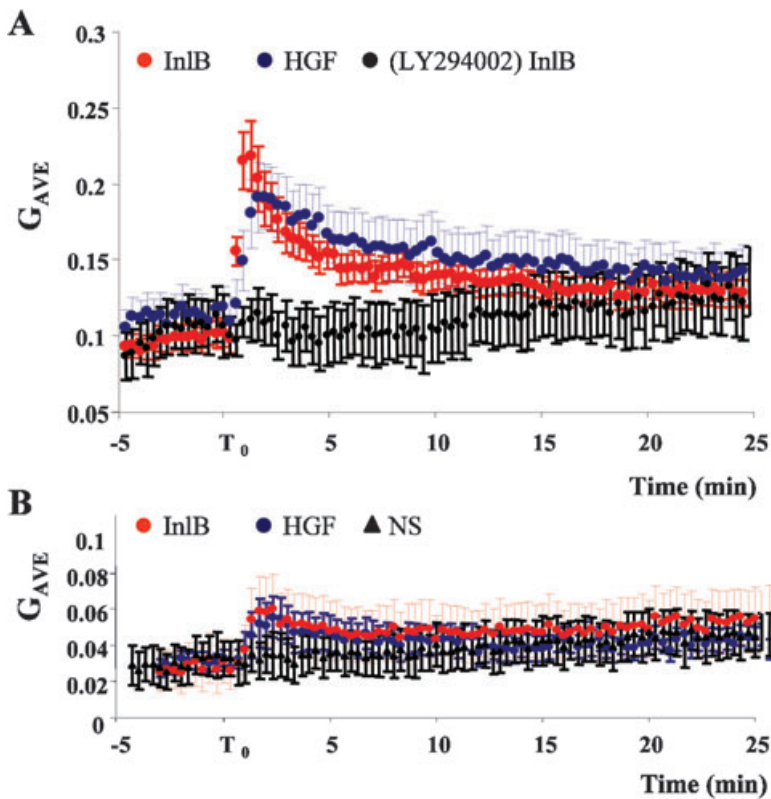 A
0.3
InlB HGF (LY294002) InlB
0.25
0.2
GAVE
0.15
0.1
0.05
-5 T0 5 10 15 20 25
Time (min)
B
InlB HGF NS
0.1
0.08
GAVE
0.06
0.04
0.02
0
-5 T0 5 10 15 20 25
Time (min)